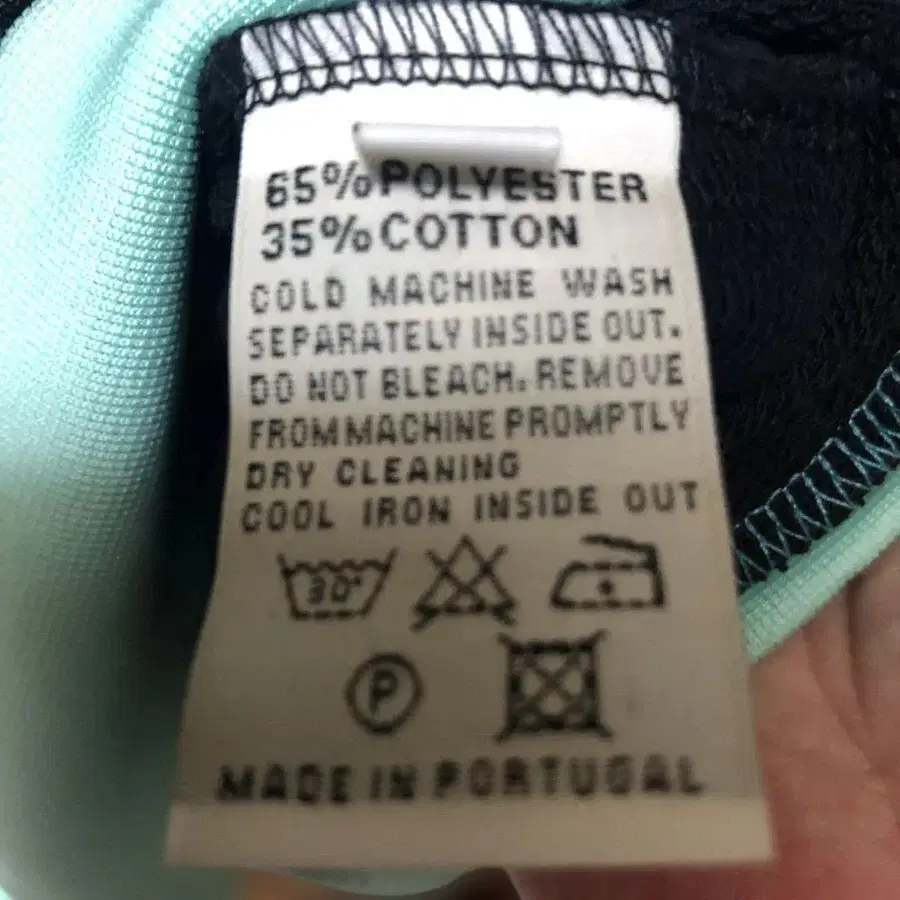 65% POLYESTER
35% COTTON
COLD MACHINE WASH
SEPARATELY INSIDE OUT.
DO NOT BLEACH. REMOVE
FROM MACHINE PROMPTLY
DRY CLEANING
COOL IRON INSIDE OUT
30°
P
MADE IN PORTUGAL